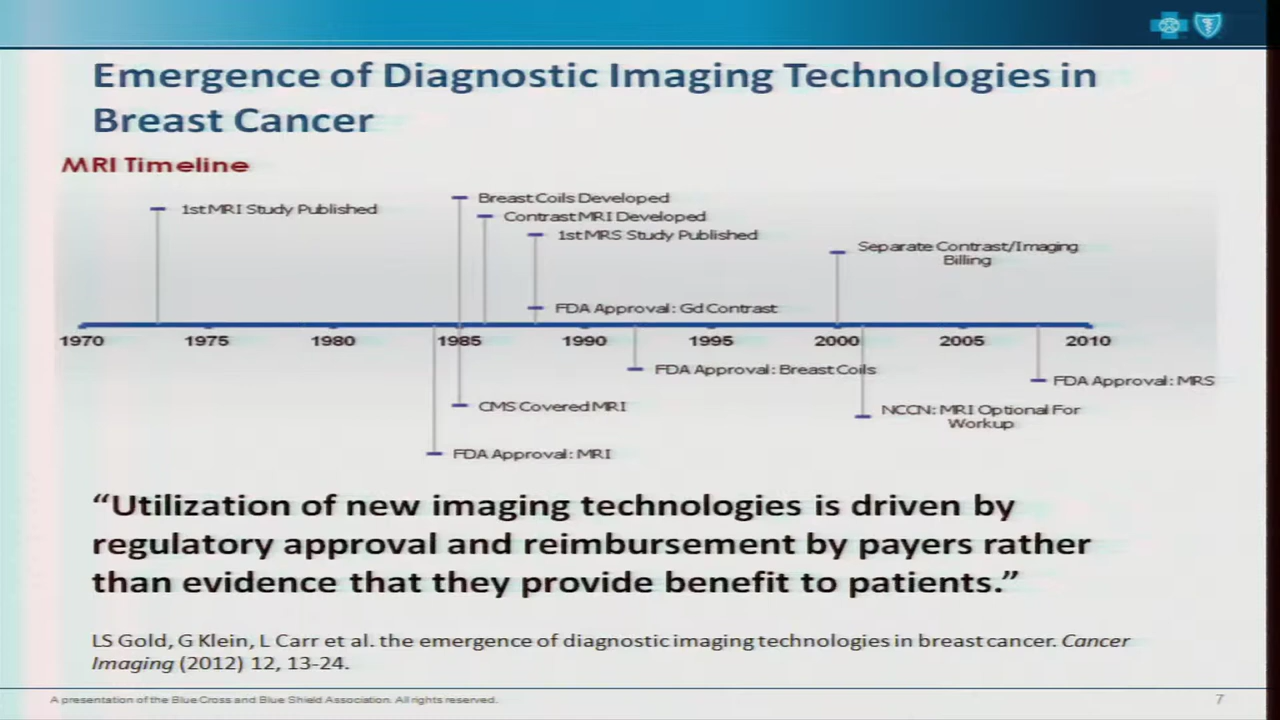 Emergence of Diagnostic Imaging Technologies in
Breast Cancer
MRI Timeline
Breast Coils Developed
1st MRI Study Published
Contrast MRI Developed
1st MRS Study Published
Separate Contrast/Imaging
Billing
FDA Approval: Gd Contrast
1970 1975 1980 1985 1990 1995 2000 2005 2010
FDA Approval: Breast Coils
FDA Approval: MRS
CMS Covered MRI
NCCN: MRI Optional For
Workup
FDA Approval: MRI
“Utilization of new imaging technologies is driven by
regulatory approval and reimbursement by payers rather
than evidence that they provide benefit to patients.”
LS Gold, G Klein, L Carr et al. the emergence of diagnostic imaging technologies in breast cancer. Cancer
Imaging (2012) 12, 13-24.
A presentation of the Blue Cross and Blue Shield Association. All rights reserved.
7